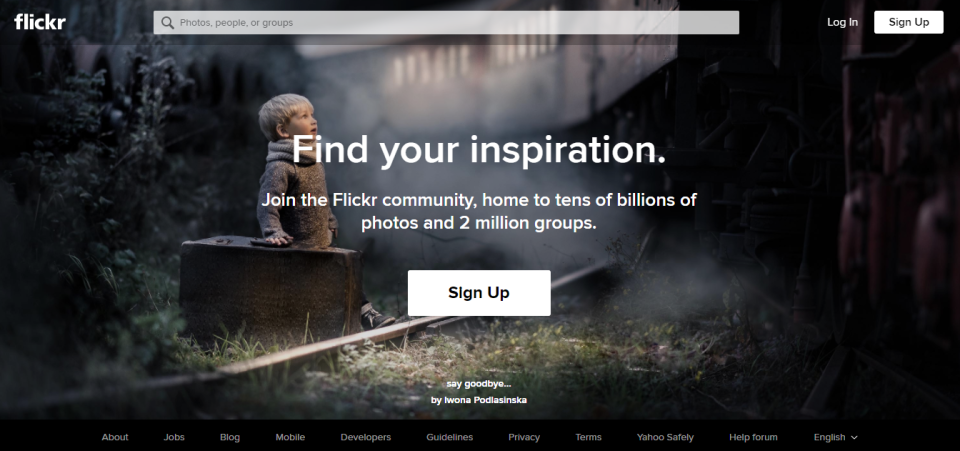 flickr
Photos, people, or groups
Log In
Sign Up
Find your inspiration.
Join the Flickr community, home to tens of billions of
photos and 2 million groups.
Sign Up
say goodbye...
by Iwona Podlasinska
About
Jobs
Blog
Mobile
Developers
Guidelines
Privacy
Terms
Yahoo Safely
Help forum
English